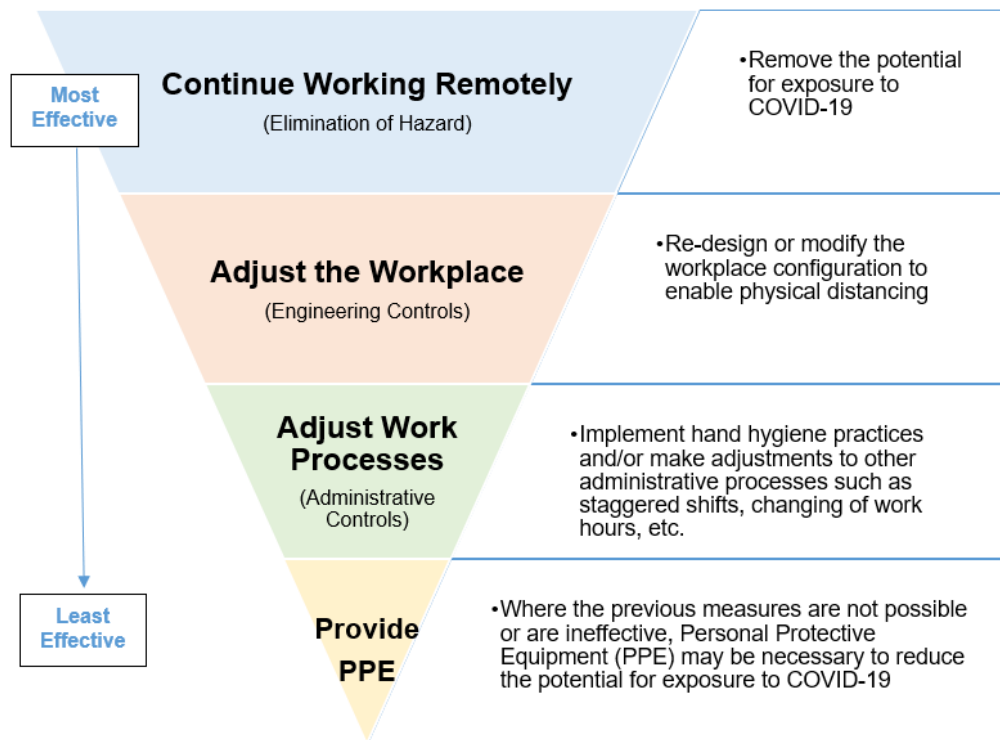 Most
Effective
Continue Working Remotely
(Elimination of Hazard)
•Remove the potential
for exposure to
COVID-19
Adjust the Workplace
(Engineering Controls)
•Re-design or modify the
workplace configuration to
enable physical distancing
Adjust Work
Processes
(Administrative
Controls)
•Implement hand hygiene practices
and/or make adjustments to other
administrative processes such as
staggered shifts, changing of work
hours, etc.
Least
Effective
Provide
PPE
•Where the previous measures are not possible
or are ineffective, Personal Protective
Equipment (PPE) may be necessary to reduce
the potential for exposure to COVID-19